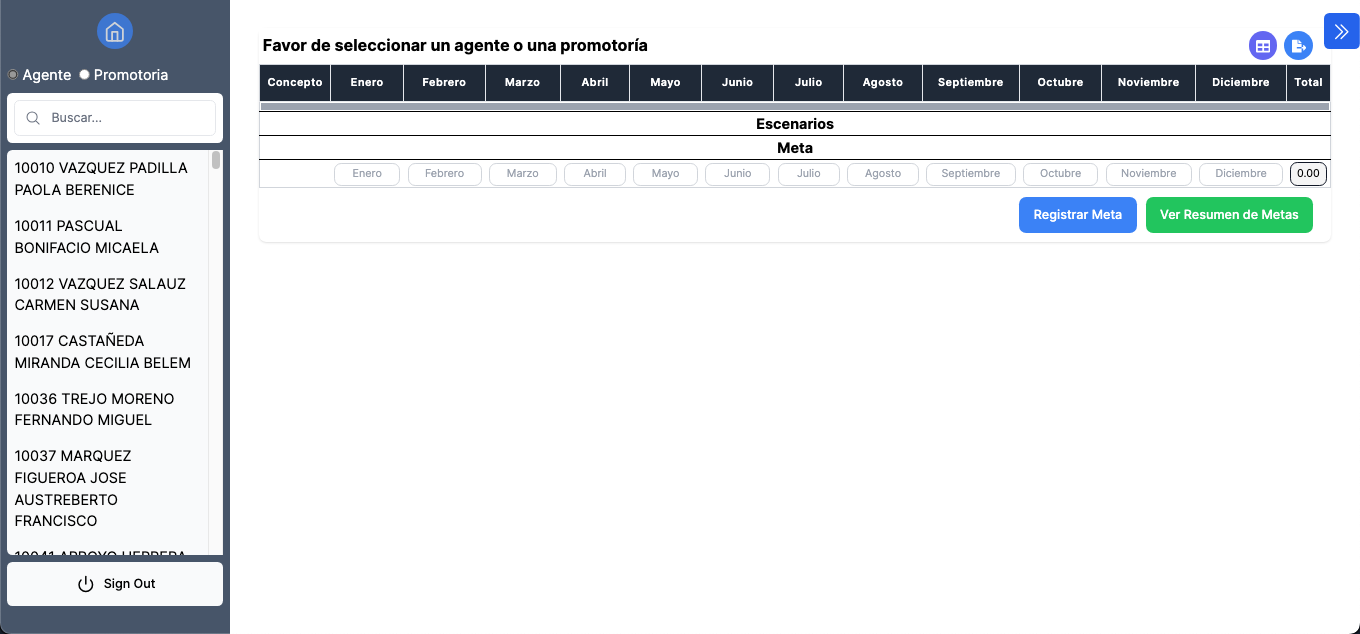 Agente Promotoria
Buscar...
10010 VAZQUEZ PADILLA
PAOLA BERENICE
10011 PASCUAL
BONIFACIO MICAELA
10012 VAZQUEZ SALAUZ
CARMEN SUSANA
10017 CASTAÑEDA
MIRANDA CECILIA BELEM
10036 TREJO MORENO
FERNANDO MIGUEL
10037 MARQUEZ
FIGUEROA JOSE
AUSTREBERTO
FRANCISCO
10041 ARROYO HERRERA
Sign Out
Favor de seleccionar un agente o una promotoría
Concepto Enero Febrero Marzo Abril Mayo Junio Julio Agosto Septiembre Octubre Noviembre Diciembre Total
Escenarios
Meta
Enero Febrero Marzo Abril Mayo Junio Julio Agosto Septiembre Octubre Noviembre Diciembre 0.00
Registrar Meta Ver Resumen de Metas